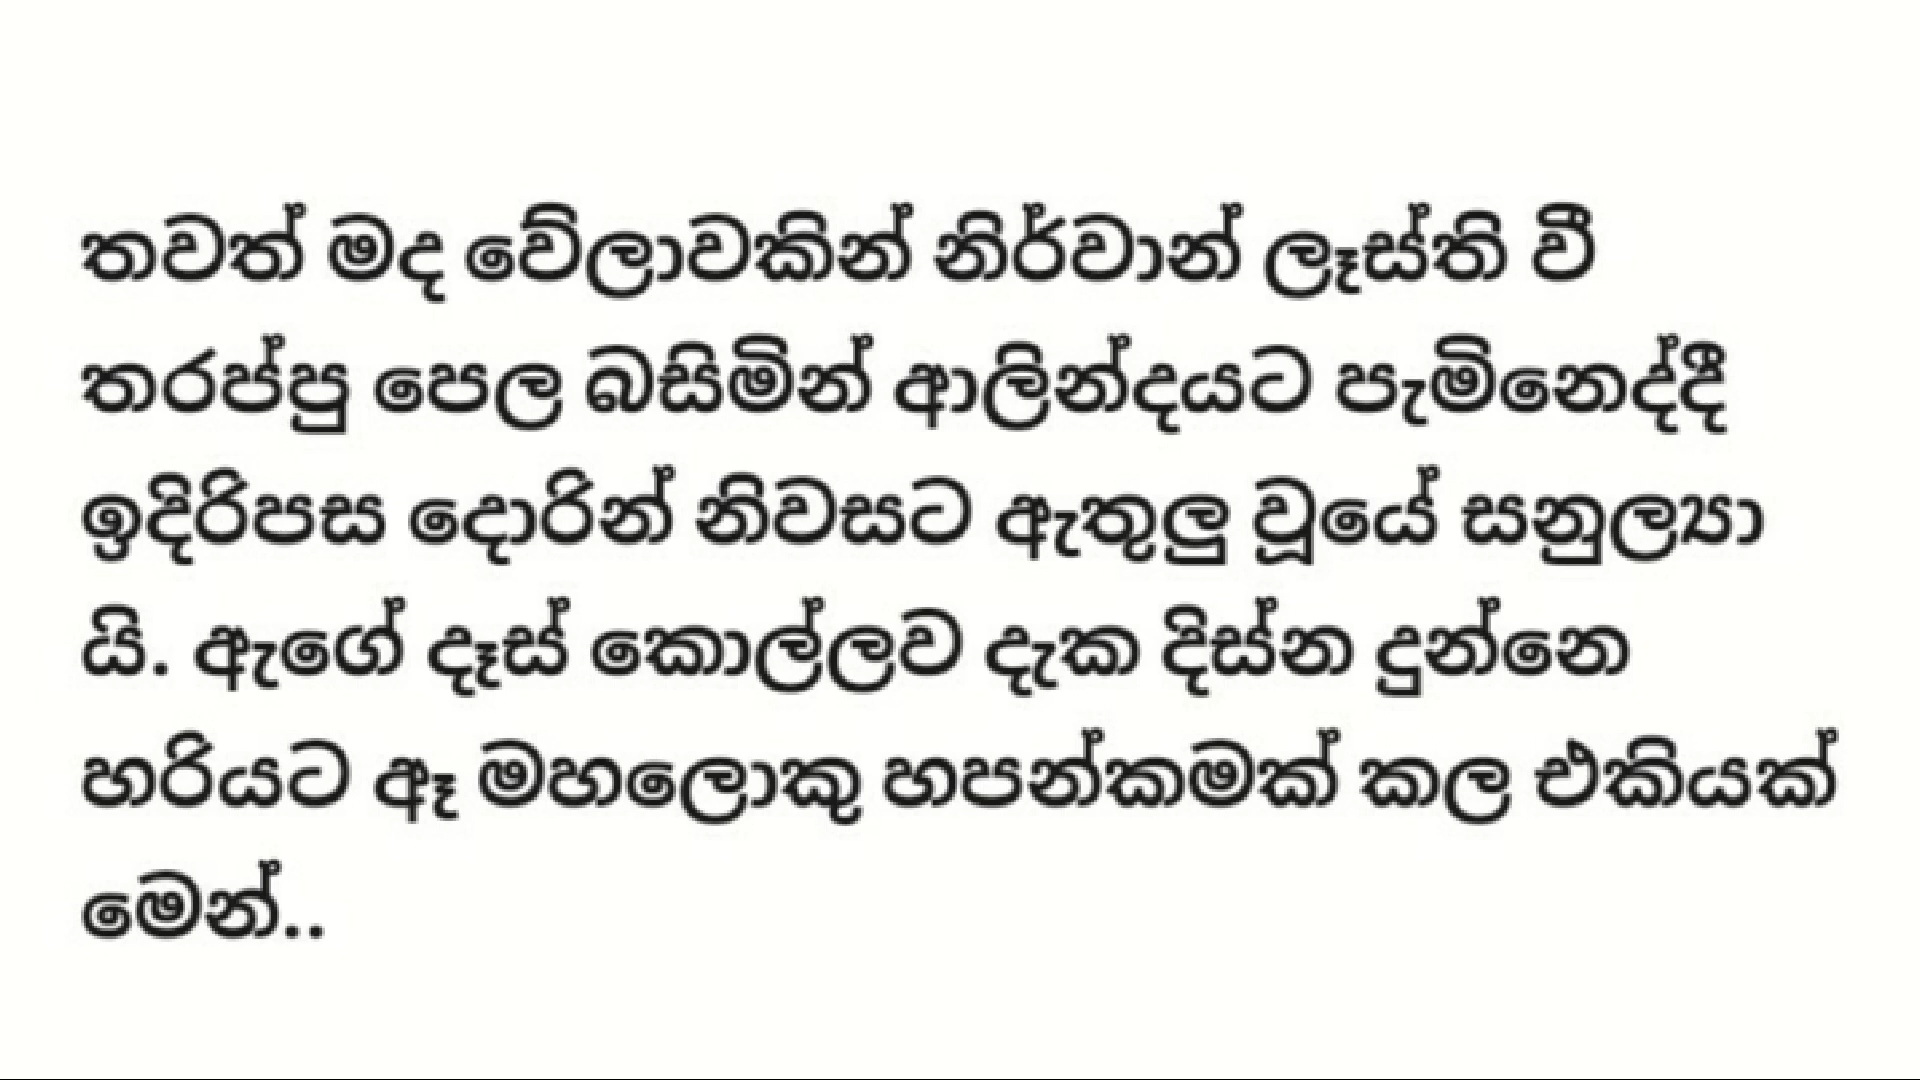 තවත් මද වේලාවකින් නිර්වාන් ලෑස්ති වී
තරප්පු පෙල බසිමින් ආලින්දයට පැමිනෙද්දී
ඉදිරිපස දොරින් නිවසට ඇතුලු වූයේ සනුල්‍යා
යි. ඇගේ දෑස් කොල්ලව දැක දිස්න දුන්නෙ
හරියට ඈ මහලොකු හපන්කමක් කල එකියක්
මෙන්..